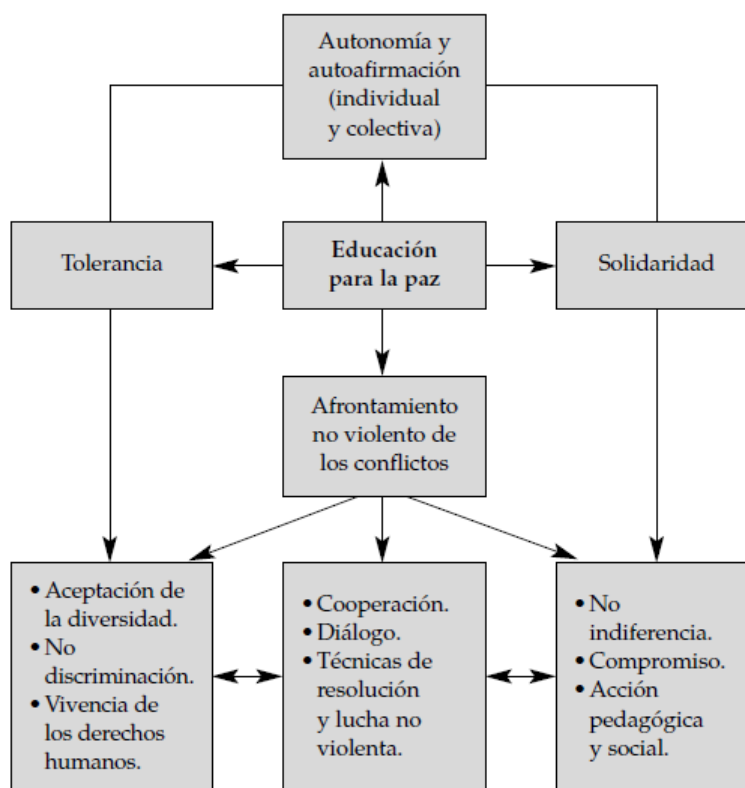 Autonomía y
autoafirmación
(individual
y colectiva)
Tolerancia
Educación
para la paz
Solidaridad
Afrontamiento
no violento de
los conflictos
• Aceptación de
la diversidad.
• No
discriminación.
• Vivencia de
los derechos
humanos.
• Cooperación.
• Diálogo.
• Técnicas de
resolución
y lucha no
violenta.
• No
indiferencia.
• Compromiso.
• Acción
pedagógica
y social.